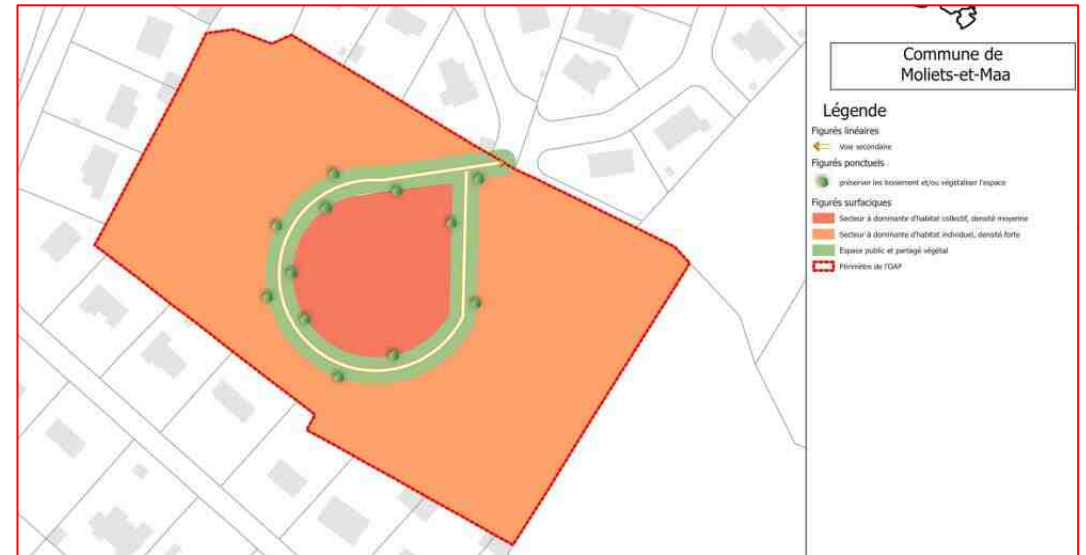 Commune de
Moliets-et-Maa
Légende
Figurés linéaires
Voie secondaire
Figurés ponctuels
préserver les boisement et/ou végétaliser l'espace
Figurés surfaciques
Secteur à dominante d'habitat collectif, densité moyenne
Secteur à dominante d'habitat individuel, densité forte
Espace public et partagé végétal
Périmètre de l'OAP